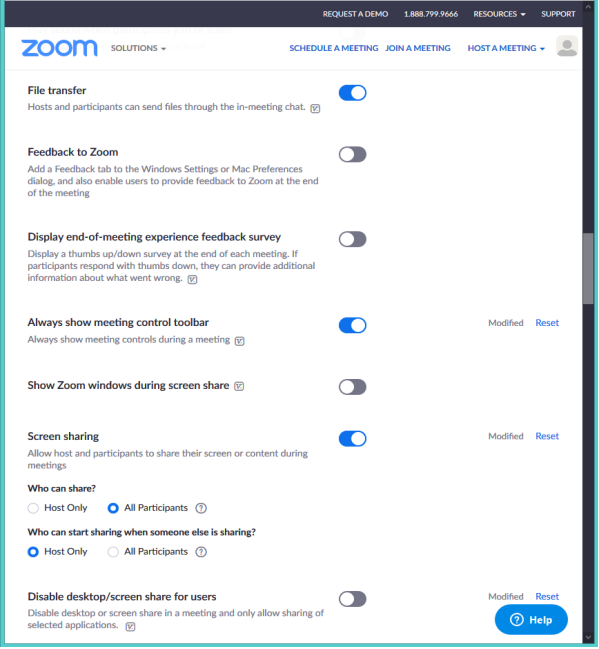 REQUEST A DEMO 1.888.799.9666 RESOURCES SUPPORT
zoom SOLUTIONS SCHEDULE A MEETING JOIN A MEETING HOST A MEETING
File transfer
Hosts and participants can send files through the in-meeting chat.
Feedback to Zoom
Add a Feedback tab to the Windows Settings or Mac Preferences
dialog, and also enable users to provide feedback to Zoom at the end
of the meeting
Display end-of-meeting experience feedback survey
Display a thumbs up/down survey at the end of each meeting. If
participants respond with thumbs down, they can provide additional
information about what went wrong.
Always show meeting control toolbar Modified Reset
Always show meeting controls during a meeting
Show Zoom windows during screen share
Screen sharing Modified Reset
Allow host and participants to share their screen or content during
meetings
Who can share?
Host Only All Participants
Who can start sharing when someone else is sharing?
Host Only All Participants
Disable desktop/screen share for users Modified Reset
Disable desktop or screen share in a meeting and only allow sharing of
selected applications.
Help